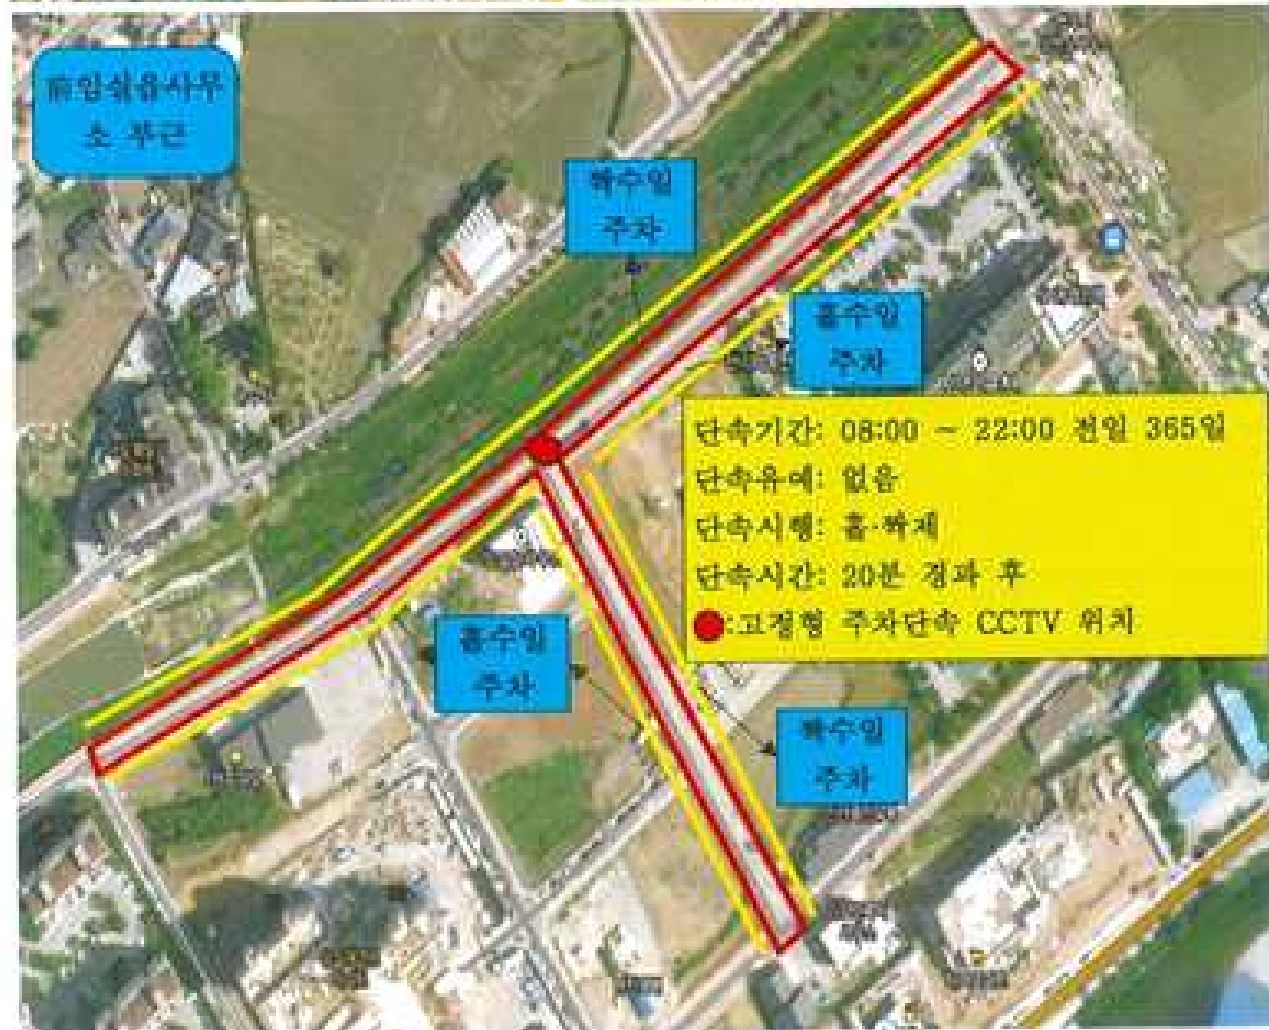 前임실읍사무
소 부근
짝수일
주차
홀수일
주차
단속기간: 08:00 ~ 22:00 전일 365일
단속유예: 없음
단속시행: 홀·짝제
단속시간: 20분 경과 후
:고정형 주차단속 CCTV 위치
홀수일
주차
짝수일
주차